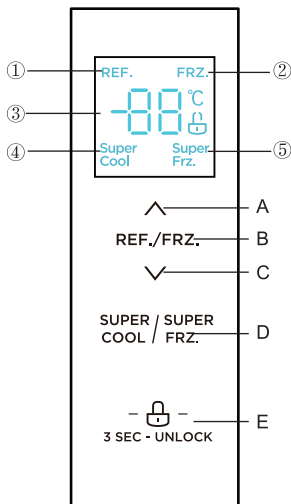 ① REF. FRZ. ②
③ -88 °C
④ Super Super ⑤
Cool Frz.
A
REF./FRZ. B
C
SUPER / SUPER
COOL / FRZ. D
E
3 SEC - UNLOCK